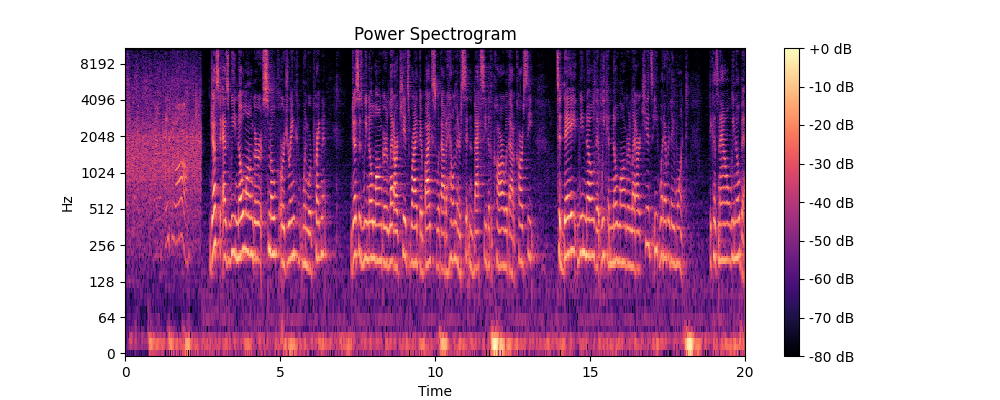 Power Spectrogram
8192
4096
2048
1024
512
256
128
64
0
Hz
0 5 10 15 20
Time
+0 dB
-10 dB
-20 dB
-30 dB
-40 dB
-50 dB
-60 dB
-70 dB
-80 dB